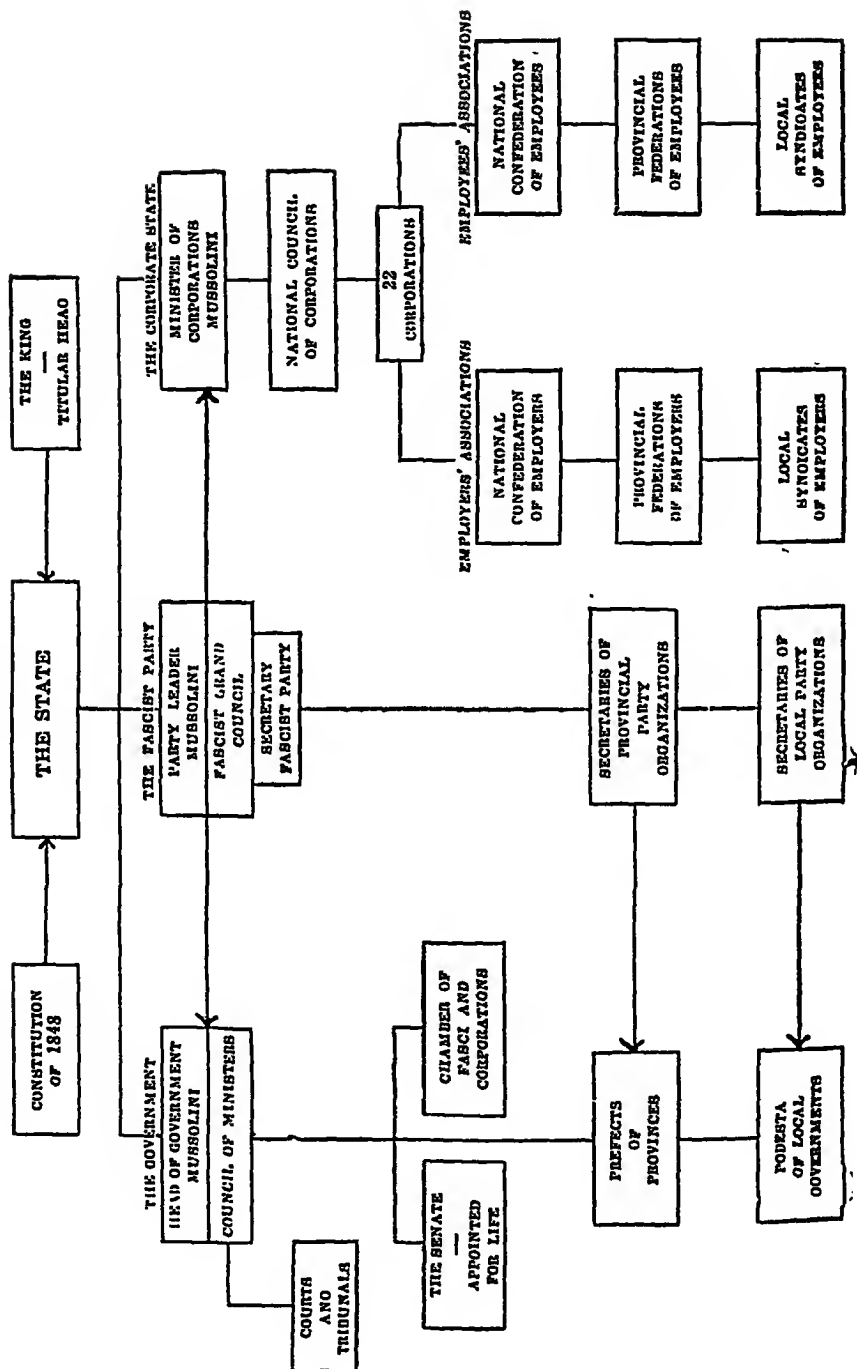 CONSTITUTION
OF 1848
THE STATE
THE KING
—
TITULAR HEAO
THE GOVERNMENT
HEAD OF GOVERNMENT
MUSSOLINI
COUNCIL OF MINISTERS
THE FASCIST PARTY
PARTY LEADER
MUSSOLINI
FASCIST GRAND
COUNCIL
SECRETARY
FASCIST PARTY
THE CORPORATE STATE
MINISTER OF
CORPORATIONS
MUSSOLINI
NATIONAL COUNCIL
OF CORPORATIONS
22
CORPORATIONS
COURTS
ANO
TRIBUNALS
THE SENATE
—
APPOINTED
FOR LIFE
CHAMBER OF
FASCI AND
CORPORATIONS
EMPLOYERS' ASSOCIATIONS
EMPLOYEES' ASSOCIATIONS
NATIONAL
CONFEDERATION
OF EMPLOYERS
NATIONAL
CONFEDERATION
OF EMPLOYEES
PREFECTS
OF
PROVINCES
SECRETARIES OF
PROVINCIAL
PARTY
ORGANIZATIONS
PROVINCIAL
FEDERATIONS
OF EMPLOYERS
PROVINCIAL
FEDERATIONS
OF EMPLOYEES
PODESTA
OF LOCAL
GOVERNMENTS
SECRETARIES OF
LOCAL PARTY
ORGANIZATIONS
LOCAL
SYNDICATES
OF EMPLOYERS
LOCAL
SYNDICATES
OF EMPLOYEES